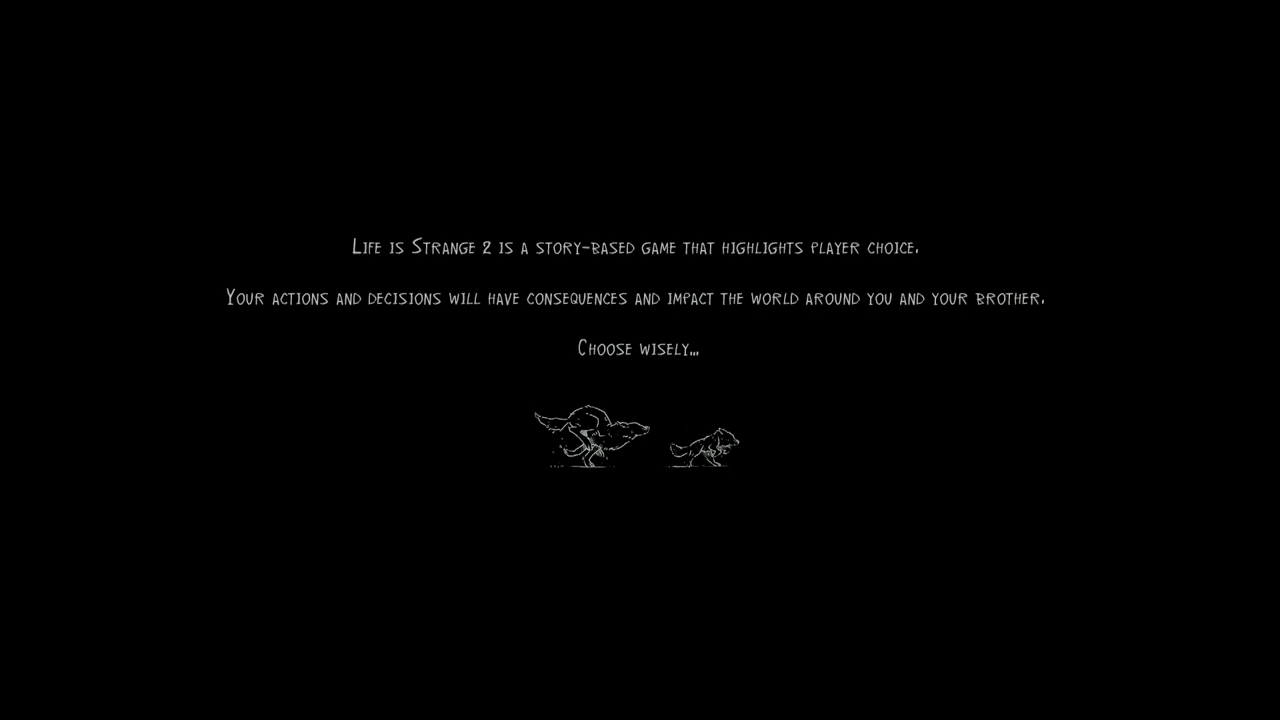 Life is Strange 2 is a story-based game that highlights player choice.
Your actions and decisions will have consequences and impact the world around you and your brother.
Choose wisely...